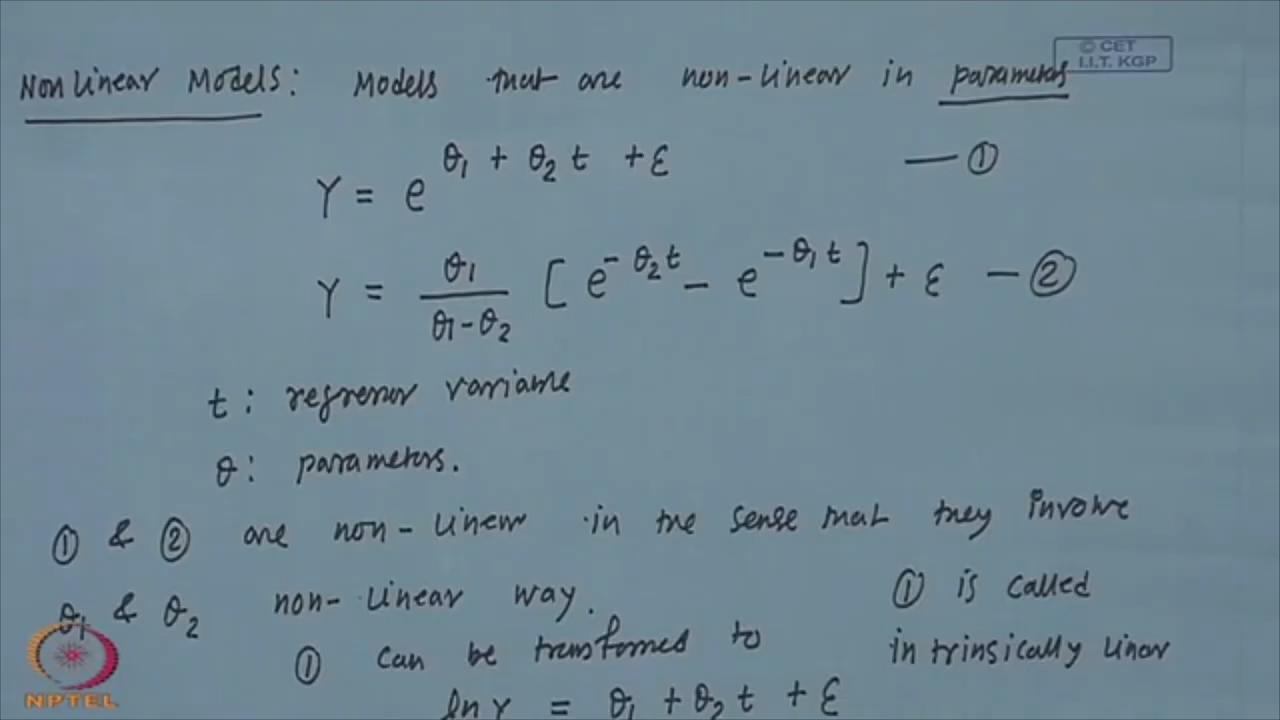 © CET
I.I.T. KGP
Non linear Models: Models that are non-linear in parameters
Y = e^{θ₁ + θ₂ t + ε} — ①
Y = θ₁ / (θ₁ - θ₂) [ e^{-θ₂ t} - e^{-θ₁ t} ] + ε — ②
t : regressor variable
θ : parameters.
① & ② are non-linear in the sense that they involve
θ₁ & θ₂ non-linear way.
① can be transformed to
ln Y = θ₁ + θ₂ t + ε
① is called
intrinsically linear
NPTEL